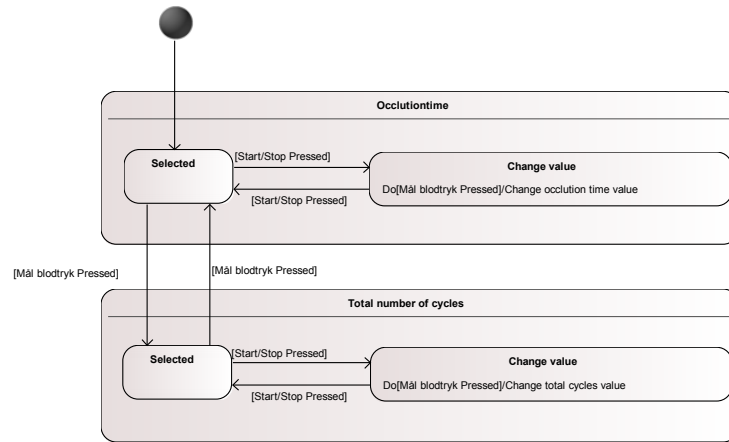 Occlutiontime
Selected
[Start/Stop Pressed]
Change value
Do[Mål blodtryk Pressed]/Change occlution time value
[Start/Stop Pressed]
[Mål blodtryk Pressed]
[Mål blodtryk Pressed]
Total number of cycles
Selected
[Start/Stop Pressed]
Change value
Do[Mål blodtryk Pressed]/Change total cycles value
[Start/Stop Pressed]